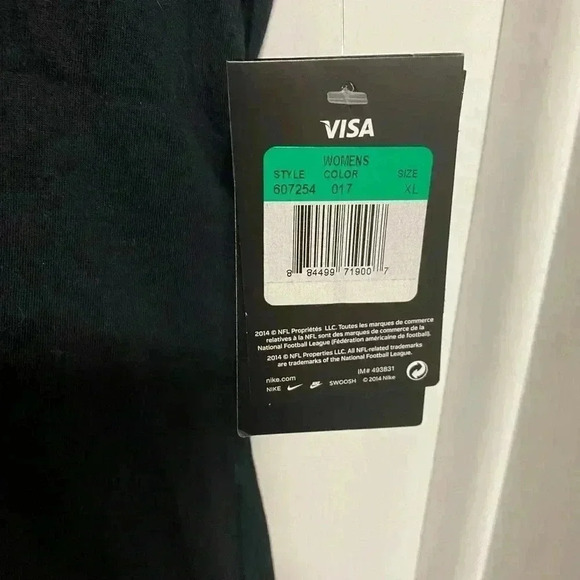 VISA
WOMENS
STYLE COLOR SIZE
607254 017 XL
8 84499 71900 7
2014 © NFL Propriétés LLC. Toutes les marques de commerce
relatives à la NFL sont des marques de commerce de la
National Football League (Fédération américaine de football).
2014 © NFL Properties LLC. All NFL-related trademarks
are trademarks of the National Football League.
nike.com IM# 493831
NIKE SWOOSH © 2014 Nike